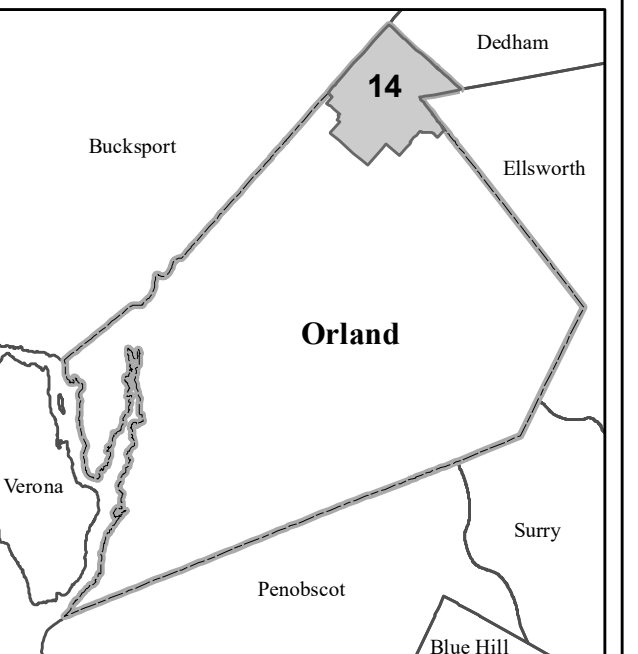 Dedham
14
Bucksport
Ellsworth
Orland
Verona
Surry
Penobscot
Blue Hill